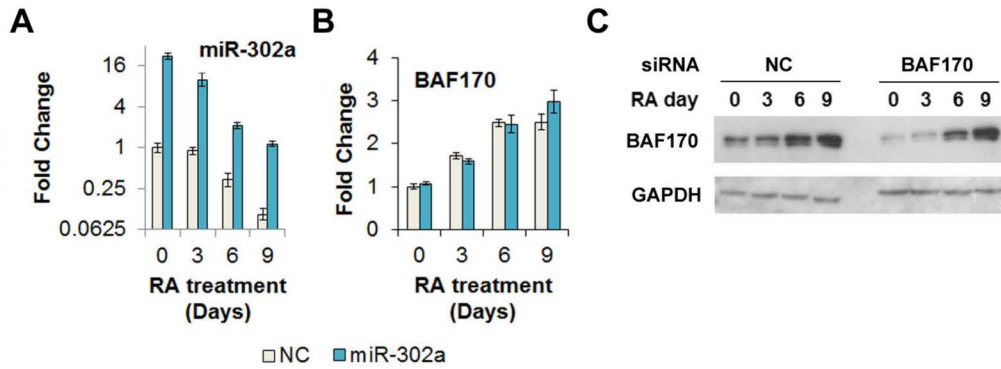 A
miR-302a
Fold Change
16
4
1
0.25
0.0625
0 3 6 9
RA treatment
(Days)
B
BAF170
Fold Change
4
3
2
1
0
0 3 6 9
RA treatment
(Days)
NC miR-302a
C
siRNA NC BAF170
RA day 0 3 6 9 0 3 6 9
BAF170
GAPDH